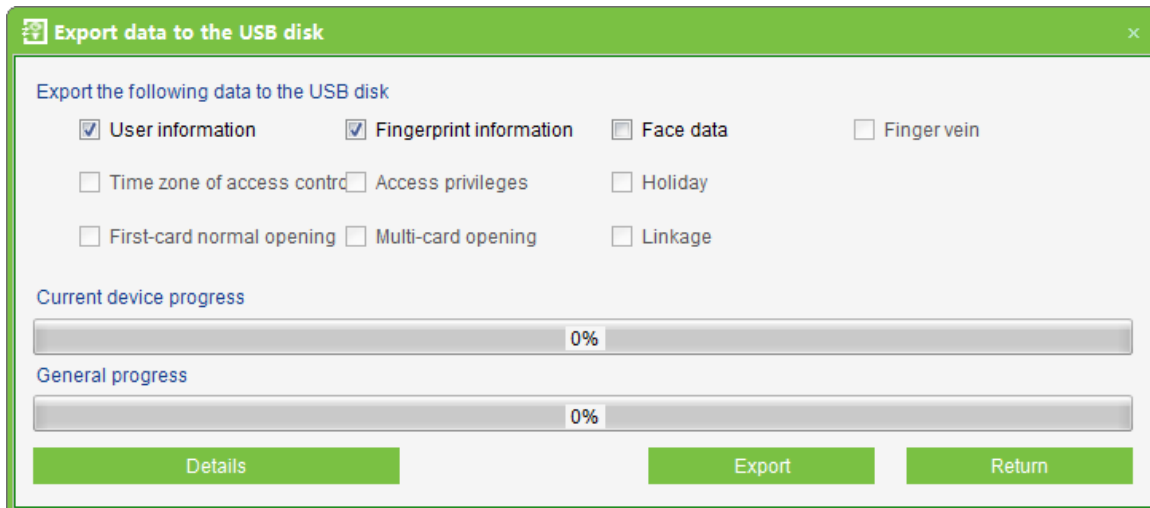 Export data to the USB disk
Export the following data to the USB disk
User information Fingerprint information Face data Finger vein
Time zone of access contro Access privileges Holiday
First-card normal opening Multi-card opening Linkage
Current device progress
0%
General progress
0%
Details Export Return